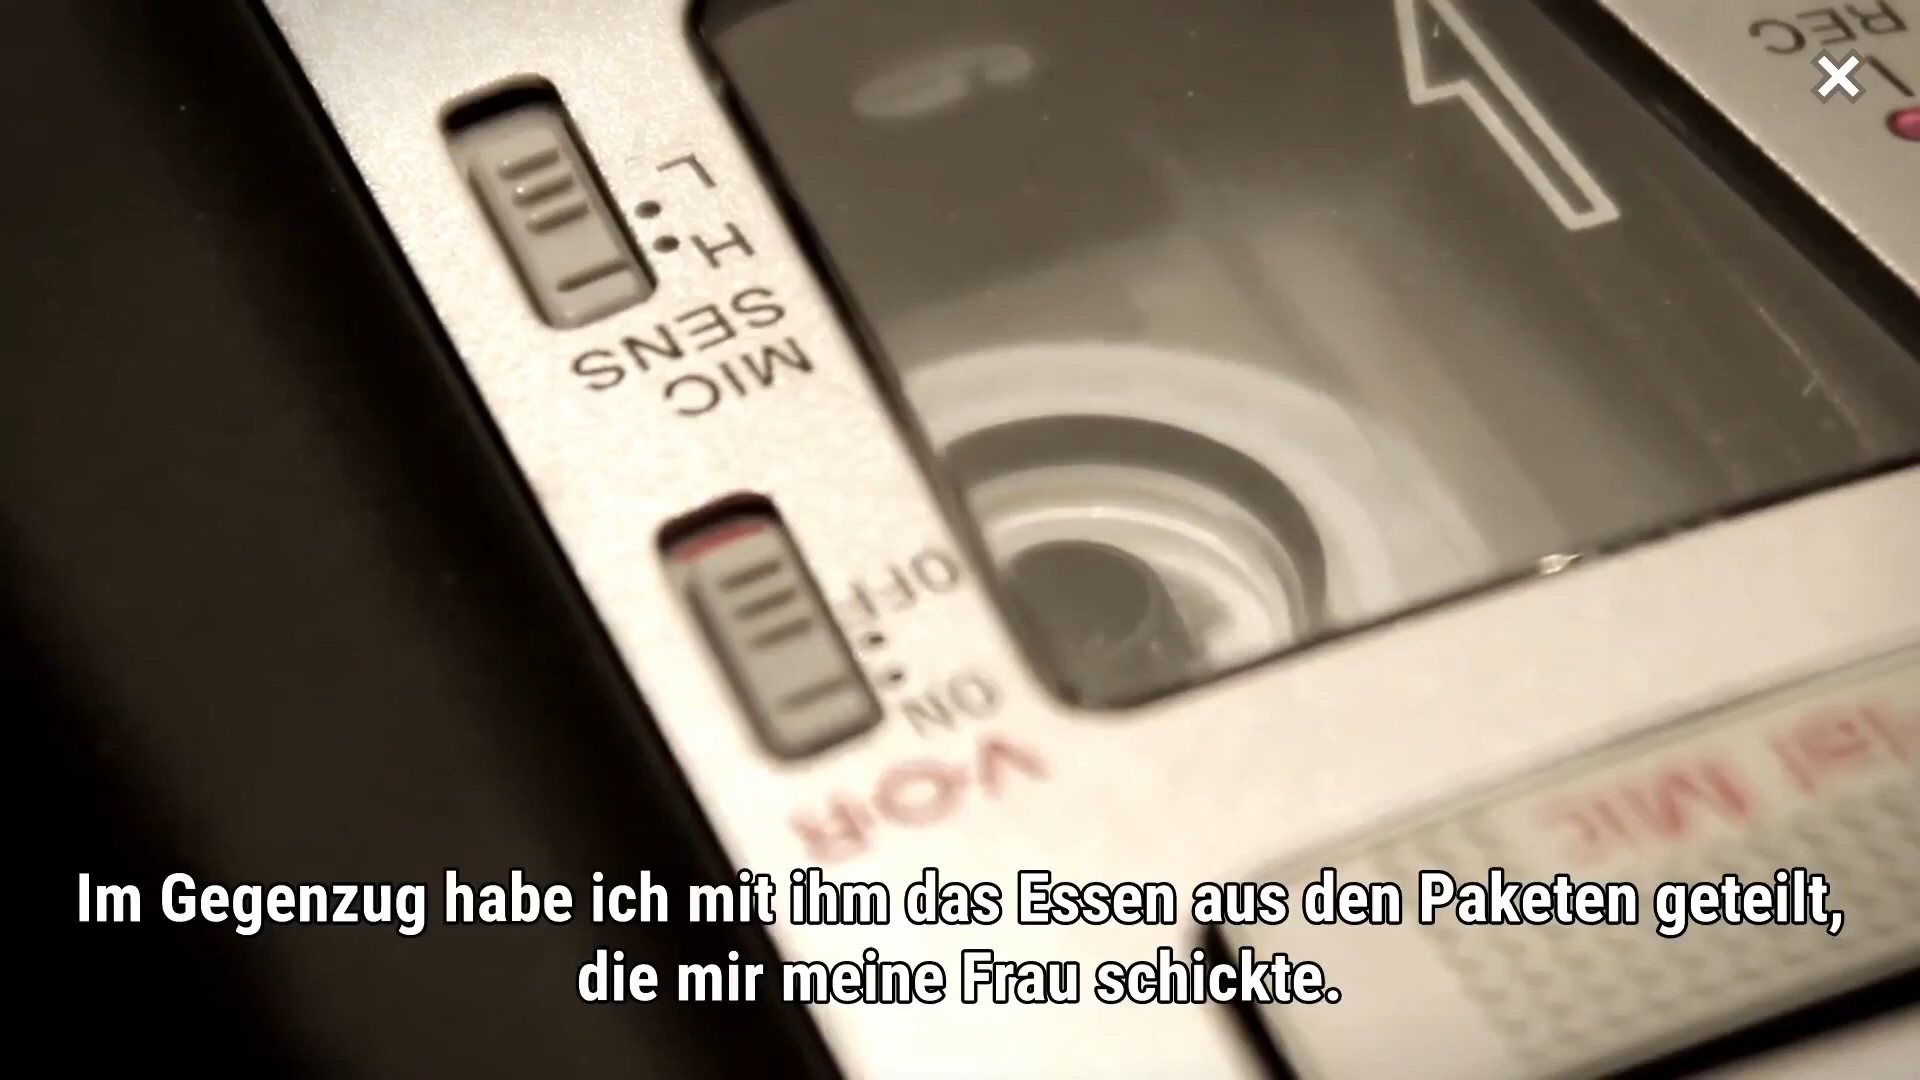 REC
L
H
SENS
MIC
OFF
ON
VOR
Mic
Im Gegenzug habe ich mit ihm das Essen aus den Paketen geteilt,
die mir meine Frau schickte.